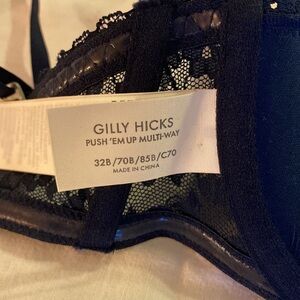 GILLY HICKS
PUSH 'EM UP MULTI-WAY
32B/70B/85B/C70
MADE IN CHINA